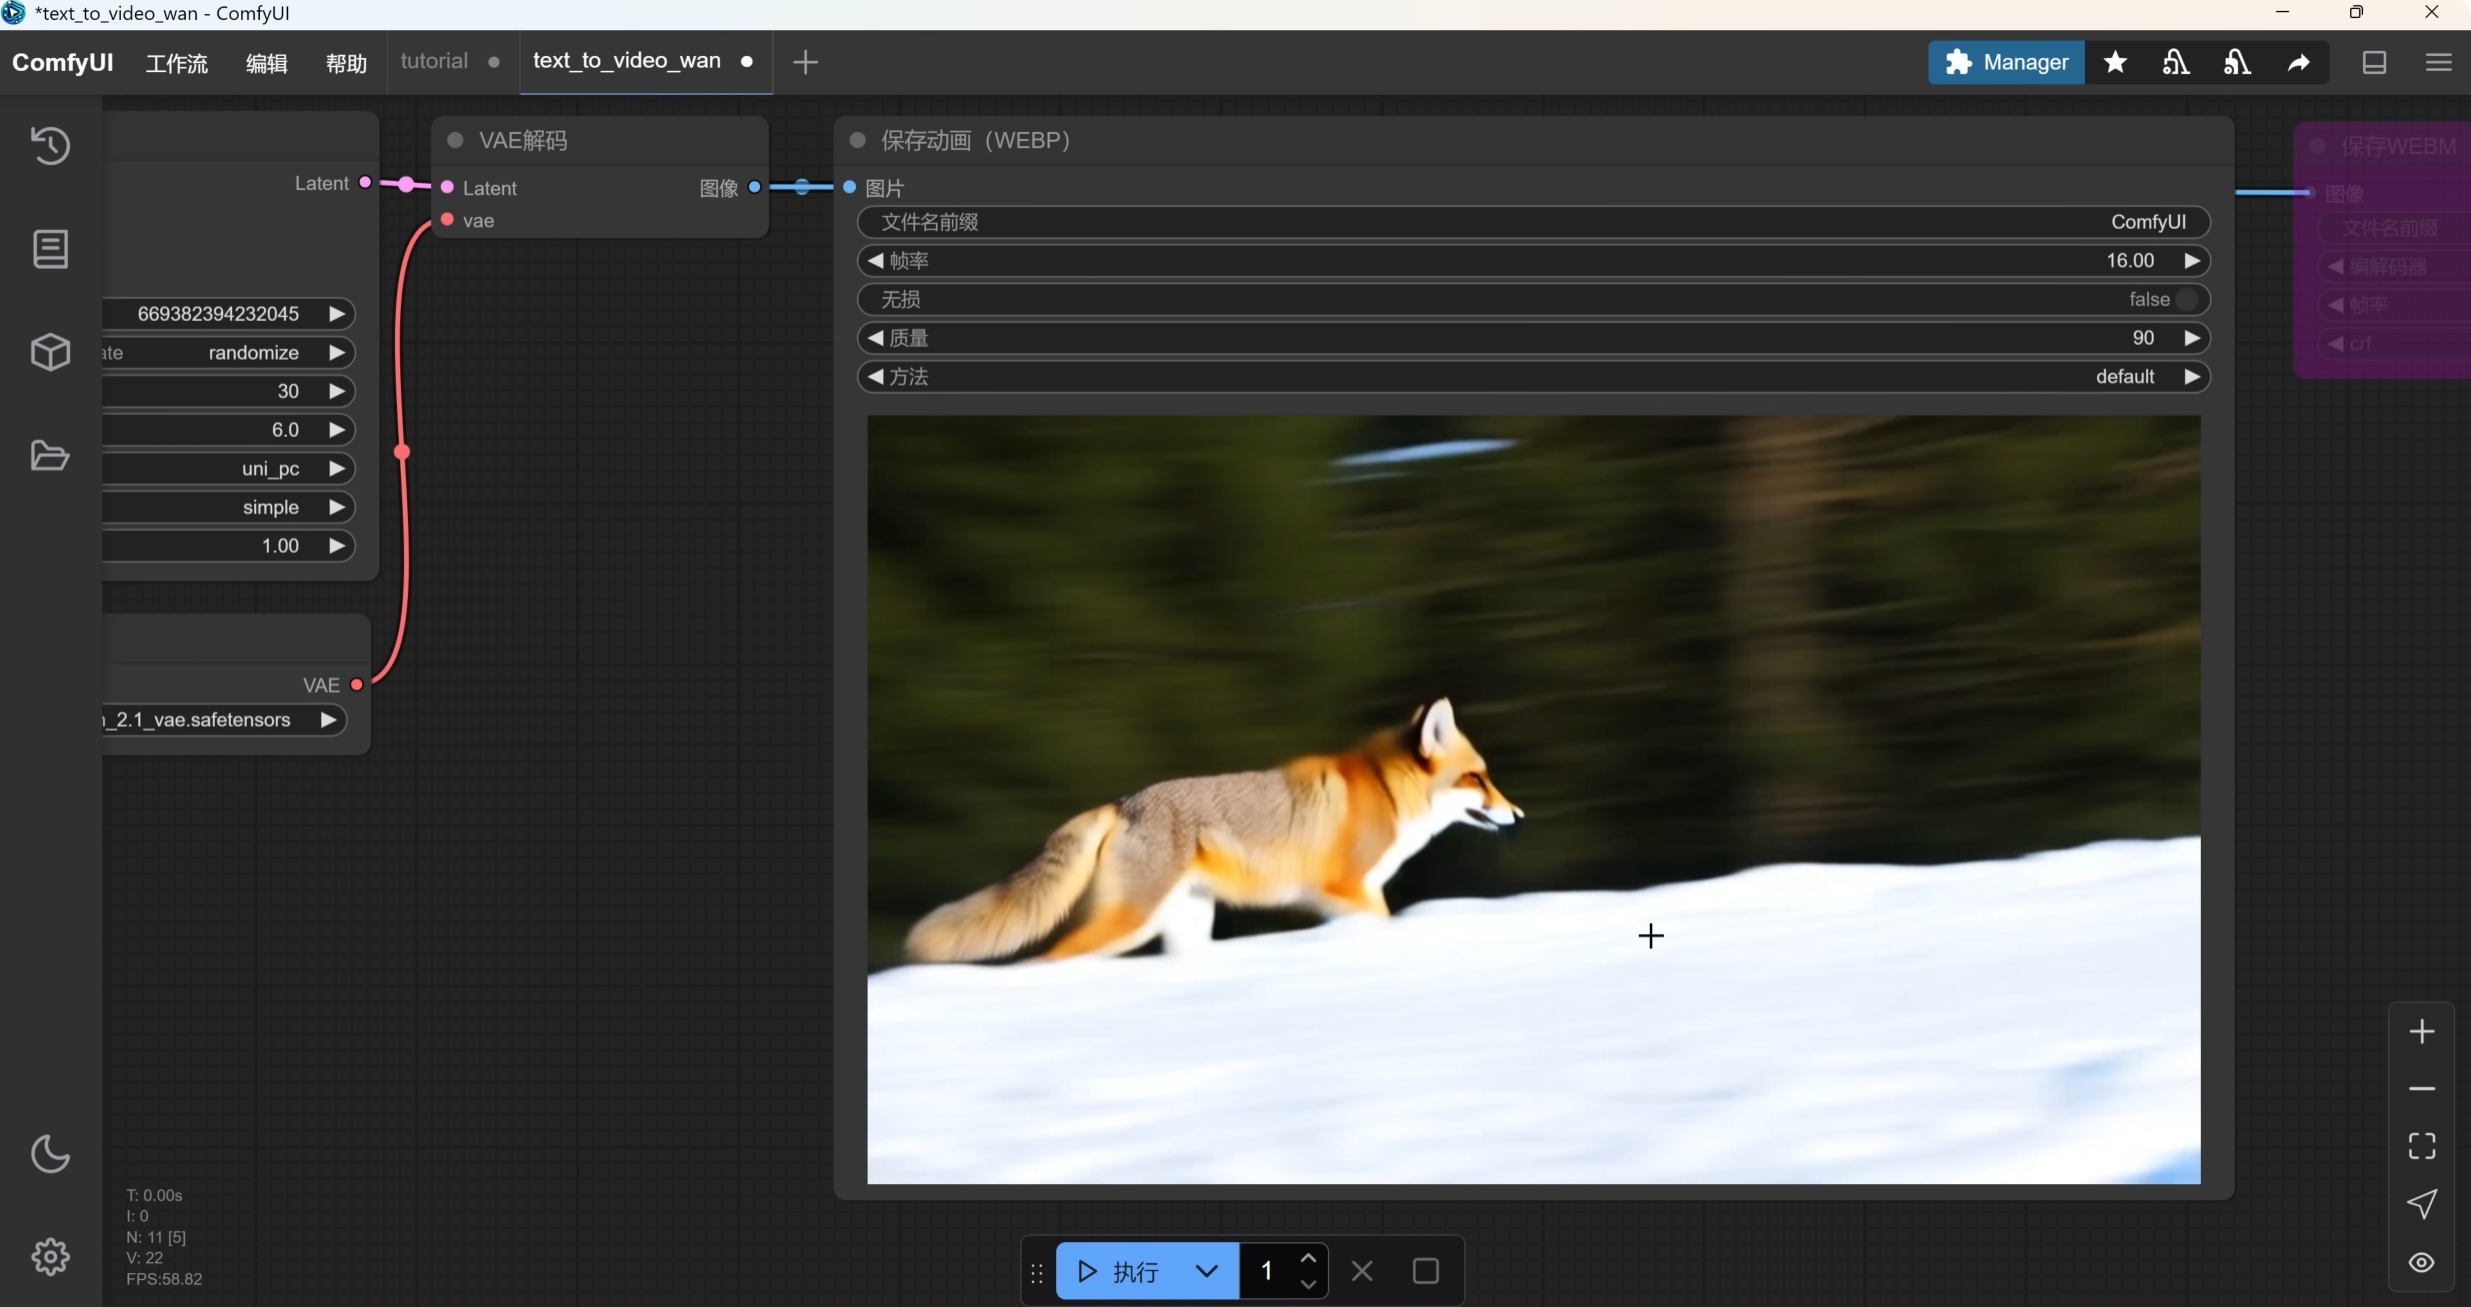 *text_to_video_wan - ComfyUI
ComfyUI 工作流 编辑 帮助 tutorial text_to_video_wan Manager
Latent
669382394232045
ate randomize
30
6.0
uni_pc
simple
1.00
VAE
_2.1_vae.safetensors
VAE解码
Latent 图像
vae
保存动画（WEBP）
图片
文件名前缀 ComfyUI
帧率 16.00
无损 false
质量 90
方法 default
保存WEBM
图像
文件名前缀
编解码器
帧率
crf
T: 0.00s
I: 0
N: 11 [5]
V: 22
FPS:58.82
执行 1